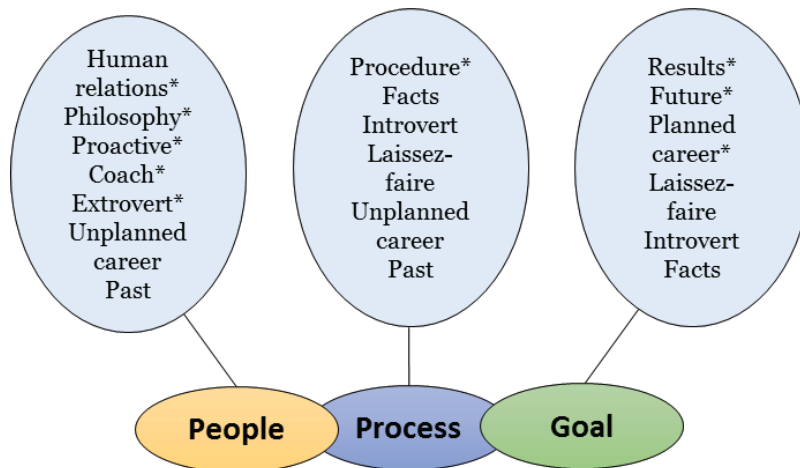 Human
relations*
Philosophy*
Proactive*
Coach*
Extrovert*
Unplanned
career
Past
Procedure*
Facts
Introvert
Laissez-
faire
Unplanned
career
Past
Results*
Future*
Planned
career*
Laissez-
faire
Introvert
Facts
People
Process
Goal